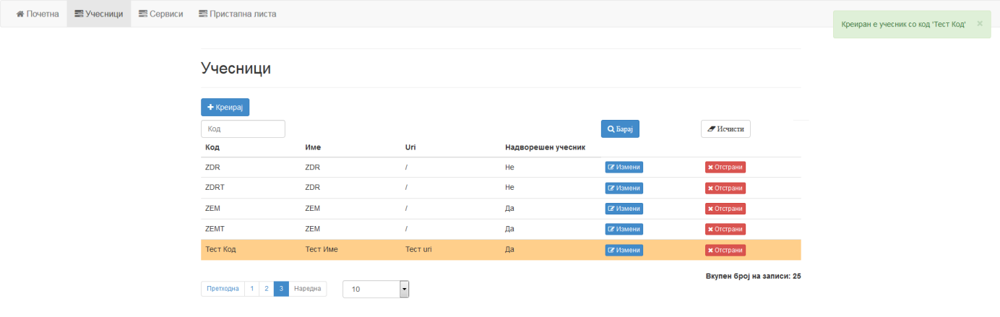 Почетна Учесници Сервиси Пристапна листа
Креиран е учесник со код 'Тест Код' ×
Учесници
Креирај
Код Барај Исчисти
Код Име Uri Надворешен учесник
ZDR ZDR / Не Измени Отстрани
ZDRT ZDR / Не Измени Отстрани
ZEM ZEM / Да Измени Отстрани
ZEMT ZEM / Да Измени Отстрани
Тест Код Тест Име Тест uri Да Измени Отстрани
Вкупен број на записи: 25
Претходна 1 2 3 Наредна 10